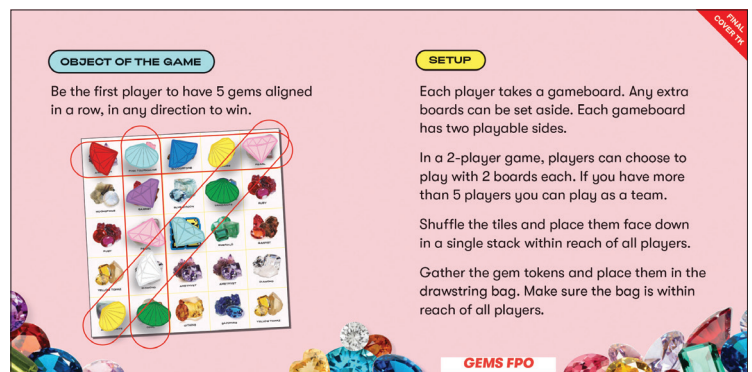 FINAL
COVER TK
OBJECT OF THE GAME
Be the first player to have 5 gems aligned
in a row, in any direction to win.
SETUP
Each player takes a gameboard. Any extra
boards can be set aside. Each gameboard
has two playable sides.
In a 2-player game, players can choose to
play with 2 boards each. If you have more
than 5 players you can play as a team.
Shuffle the tiles and place them face down
in a single stack within reach of all players.
Gather the gem tokens and place them in the
drawstring bag. Make sure the bag is within
reach of all players.
GEMS FPO